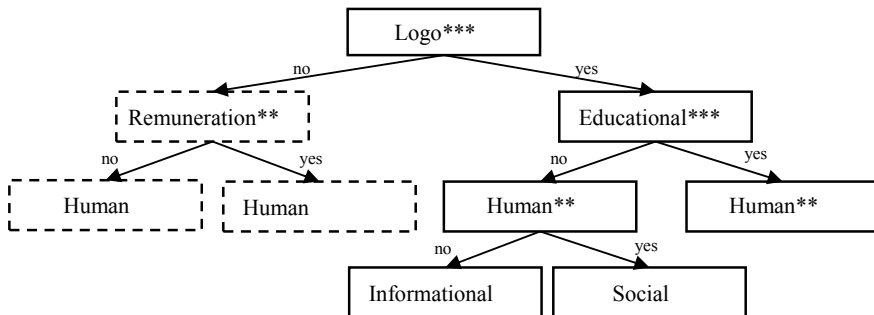 Logo***
no
yes
Remuneration**
Educational***
no
yes
no
yes
Human
Human
Human**
Human**
no
yes
Informational
Social